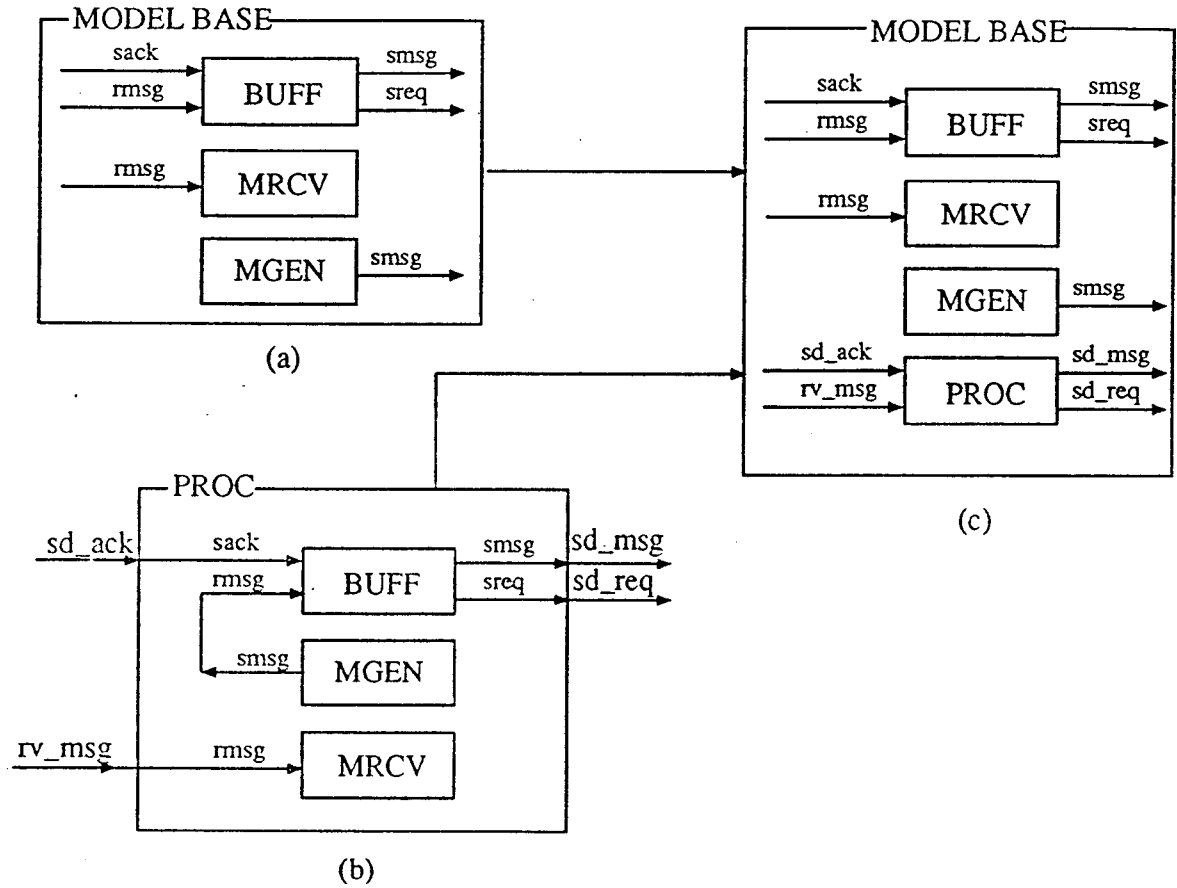 MODEL BASE
sack
rmsg
BUFF
smsg
sreq
rmsg
MRCV
MGEN
smsg
(a)
MODEL BASE
sack
rmsg
BUFF
smsg
sreq
rmsg
MRCV
MGEN
smsg
sd_ack
rv_msg
PROC
sd_msg
sd_req
(c)
PROC
sd_ack
sack
rmsg
BUFF
smsg
sreq
sd_msg
sd_req
smsg
MGEN
rv_msg
rmsg
MRCV
(b)